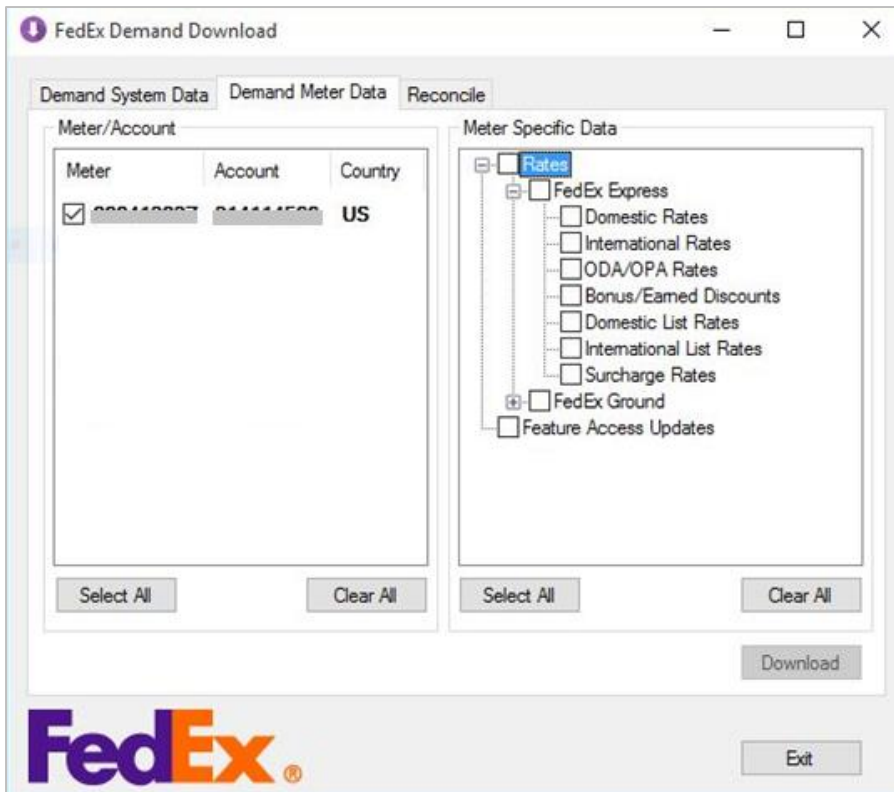 FedEx Demand Download
Demand System Data Demand Meter Data Reconcile
Meter/Account
Meter Account Country
US
Select All Clear All
Meter Specific Data
Rates
FedEx Express
Domestic Rates
International Rates
ODA/OPA Rates
Bonus/Earned Discounts
Domestic List Rates
International List Rates
Surcharge Rates
FedEx Ground
Feature Access Updates
Select All Clear All
Download
FedEx®
Exit